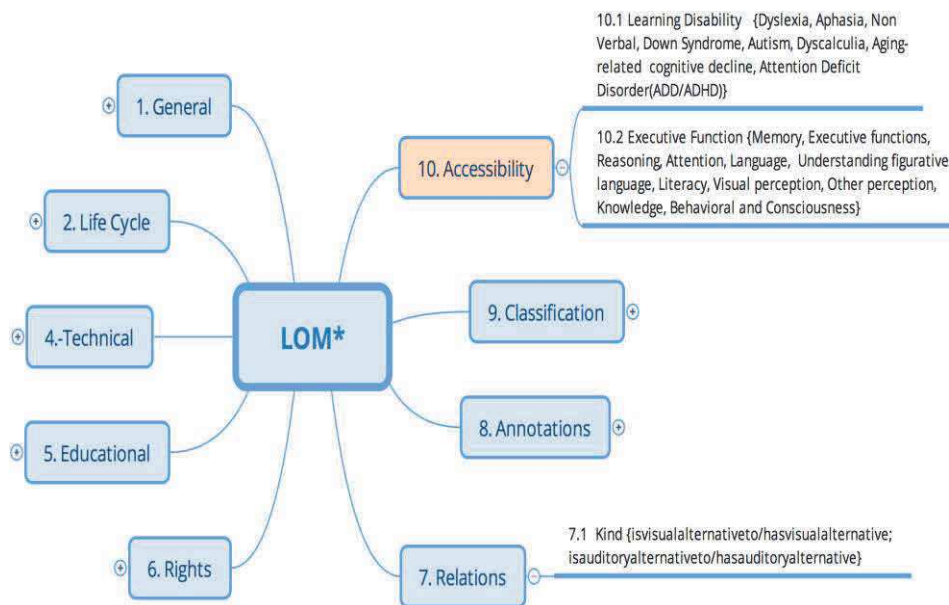 10.1 Learning Disability {Dyslexia, Aphasia, Non
Verbal, Down Syndrome, Autism, Dyscalculia, Aging-
related cognitive decline, Attention Deficit
Disorder(ADD/ADHD)}
1. General
10. Accessibility
10.2 Executive Function {Memory, Executive functions,
Reasoning, Attention, Language, Understanding figurative
language, Literacy, Visual perception, Other perception,
Knowledge, Behavioral and Consciousness}
2. Life Cycle
9. Classification
4.-Technical
LOM*
8. Annotations
5. Educational
7.1 Kind {isvisualalternativeto/hasvisualalternative;
isauditoryalternativeto/hasauditoryalternative}
6. Rights
7. Relations